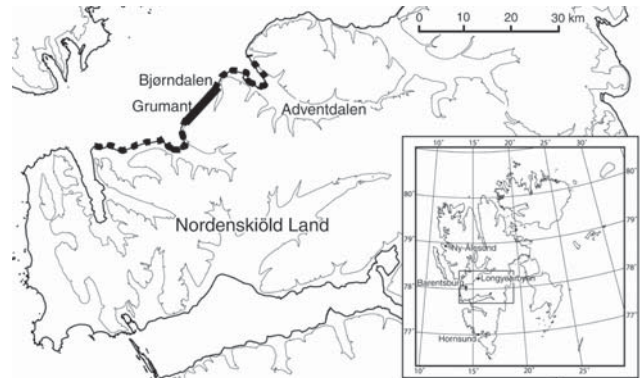 0 10 20 30 km
Bjørndalen
Grumant
Adventdalen
Nordenskiöld Land
10° 15° 20° 25° 30°
80°
80°
79°
79°
Ny-Ålesund
Longyearbyen
Barentsburg
78°
78°
77°
77°
Hornsund
10° 15° 20° 25°